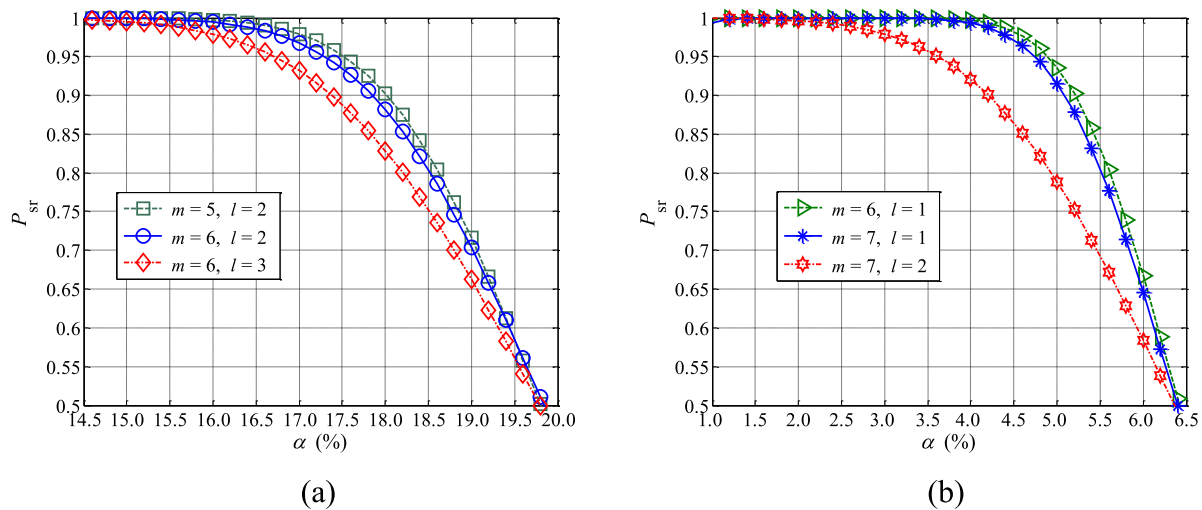 1
0.95
0.9
0.85
0.8
0.75
0.7
0.65
0.6
0.55
0.5
P_sr
m = 5, l = 2
m = 6, l = 2
m = 6, l = 3
14.5 15.0 15.5 16.0 16.5 17.0 17.5 18.0 18.5 19.0 19.5 20.0
α (%)
(a)
1
0.95
0.9
0.85
0.8
0.75
0.7
0.65
0.6
0.55
0.5
P_sr
m = 6, l = 1
m = 7, l = 1
m = 7, l = 2
1.0 1.5 2.0 2.5 3.0 3.5 4.0 4.5 5.0 5.5 6.0 6.5
α (%)
(b)